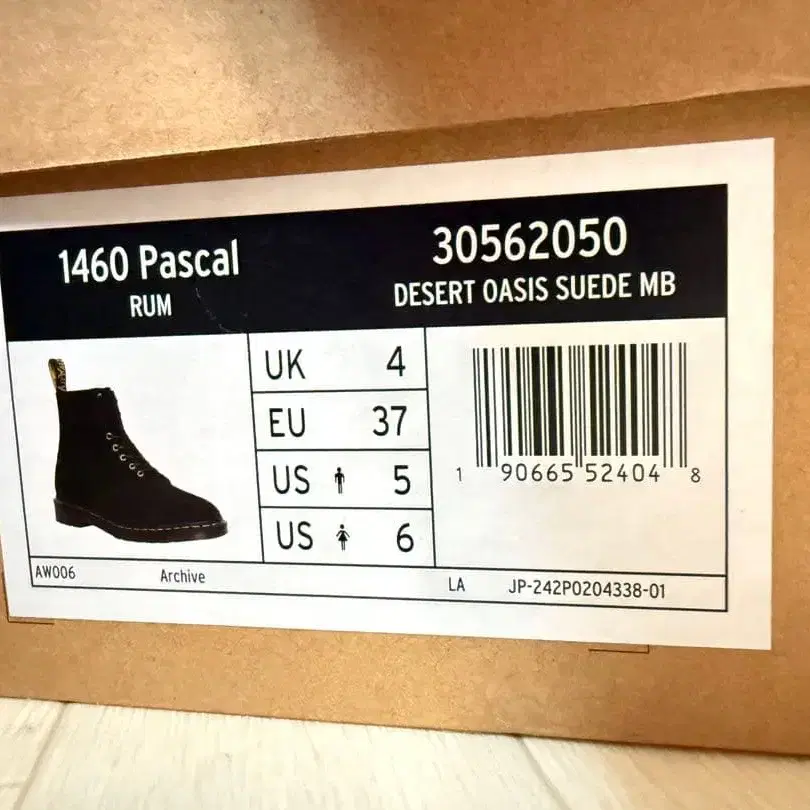 1460 Pascal
RUM
30562050
DESERT OASIS SUEDE MB
UK 4
EU 37
US 5
US 6
1 90665 52404 8
AW006 Archive LA JP-242P0204338-01